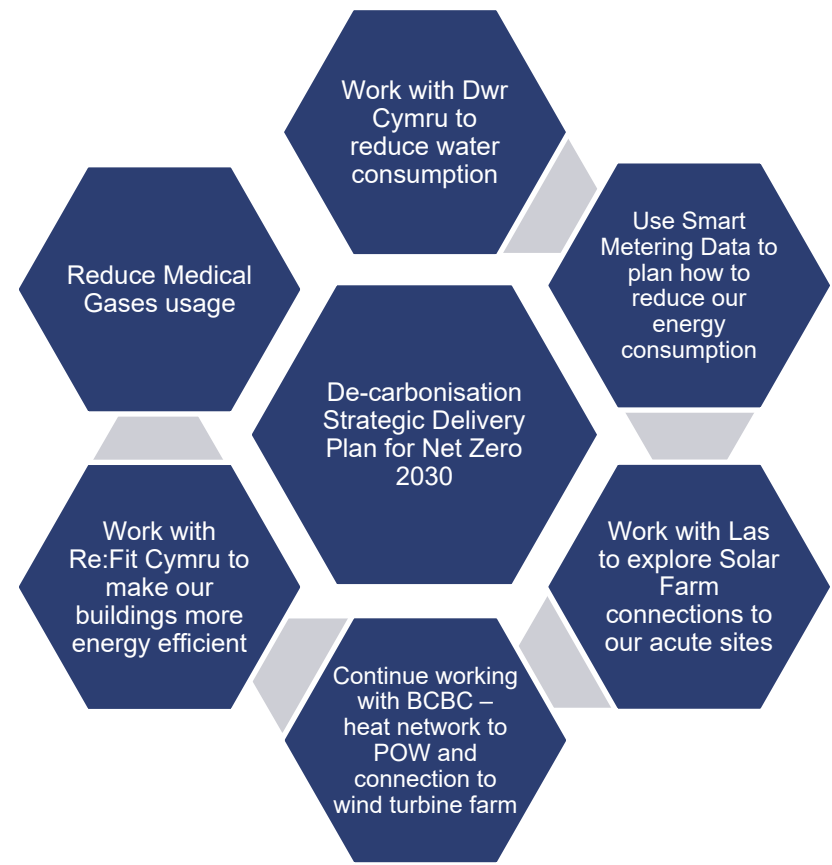 Work with Dwr
Cymru to
reduce water
consumption
Use Smart
Metering Data to
plan how to
reduce our
energy
consumption
Work with Las
to explore Solar
Farm
connections to
our acute sites
Continue working
with BCBC –
heat network to
POW and
connection to
wind turbine farm
Work with
Re:Fit Cymru to
make our
buildings more
energy efficient
Reduce Medical
Gases usage
De-carbonisation
Strategic Delivery
Plan for Net Zero
2030